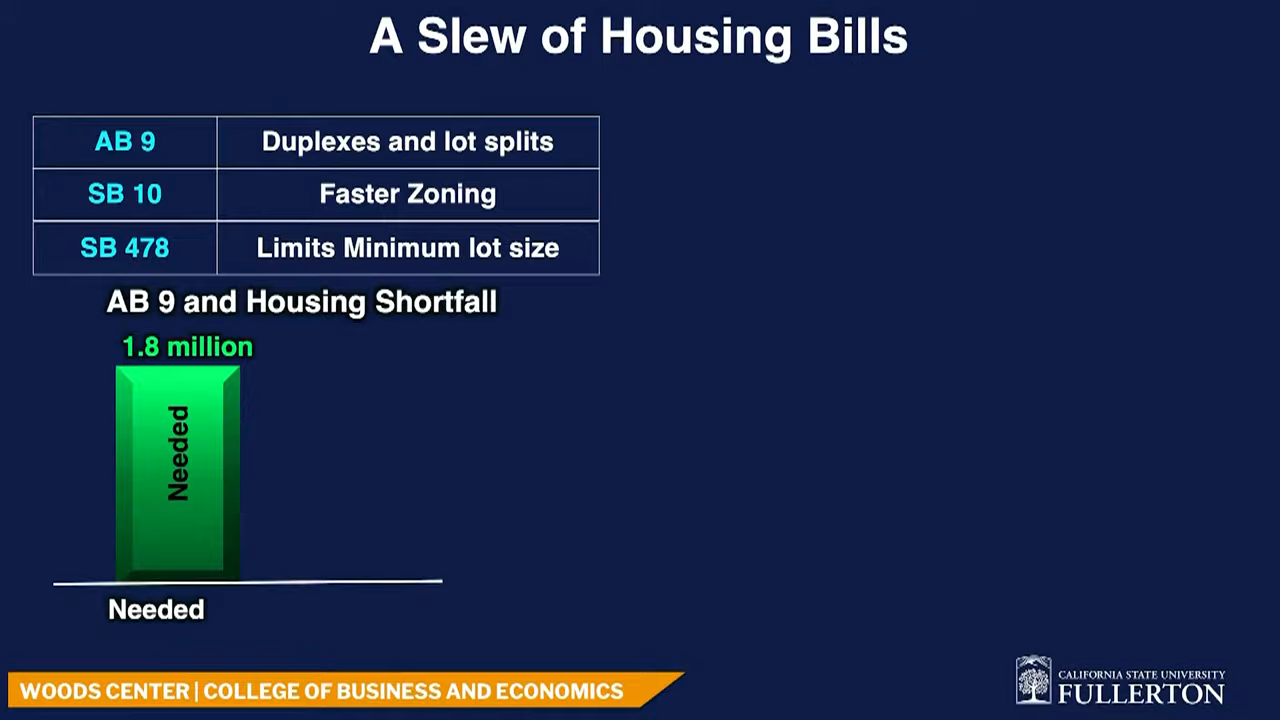 A Slew of Housing Bills
AB 9 Duplexes and lot splits
SB 10 Faster Zoning
SB 478 Limits Minimum lot size
AB 9 and Housing Shortfall
1.8 million
Needed
Needed
WOODS CENTER | COLLEGE OF BUSINESS AND ECONOMICS
CALIFORNIA STATE UNIVERSITY
FULLERTON